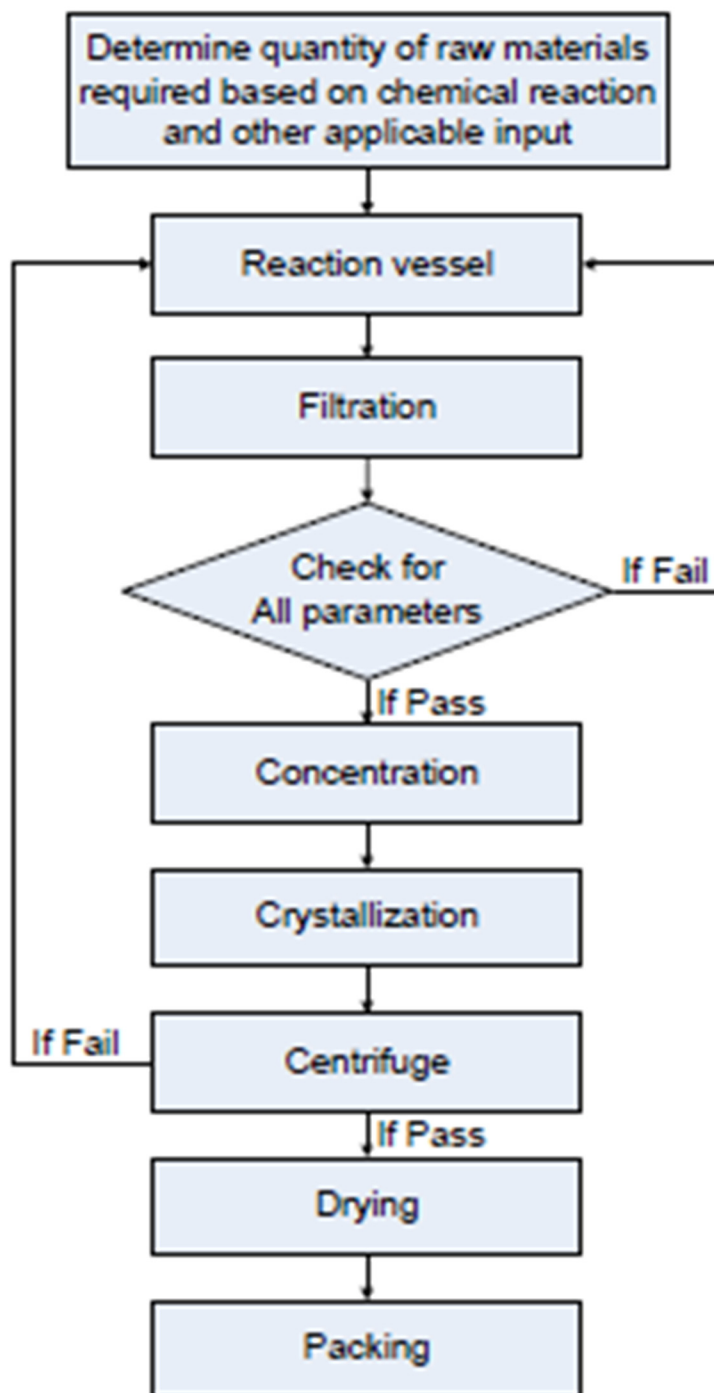 Determine quantity of raw materials
required based on chemical reaction
and other applicable input
Reaction vessel
Filtration
Check for
All parameters
If Fail
If Pass
Concentration
Crystallization
If Fail
Centrifuge
If Pass
Drying
Packing